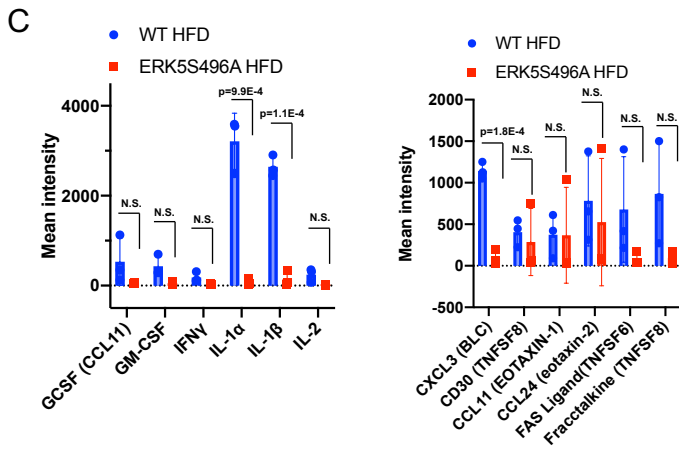 C
WT HFD
ERK5S496A HFD
Mean intensity
4000
2000
0
N.S.
N.S.
N.S.
p=9.9E-4
p=1.1E-4
N.S.
GCSF (CCL11)
GM-CSF
IFNγ
IL-1α
IL-1β
IL-2
WT HFD
ERK5S496A HFD
Mean intensity
2000
1500
1000
500
0
-500
p=1.8E-4
N.S.
N.S.
N.S.
N.S.
N.S.
CXCL3 (BLC)
CD30 (TNFSF8)
CCL11 (EOTAXIN-1)
CCL24 (eotaxin-2)
FAS Ligand(TNFSF6)
Fracctalkine (TNFSF8)